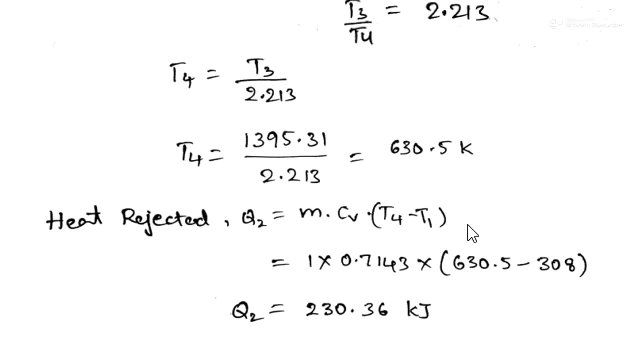 T3/T4 = 2.213
T4 = T3/2.213
T4 = 1395.31/2.213 = 630.5 K
Heat Rejected, Q2 = m.Cv.(T4-T1)
= 1 x 0.7143 x (630.5 - 308)
Q2 = 230.36 kJ